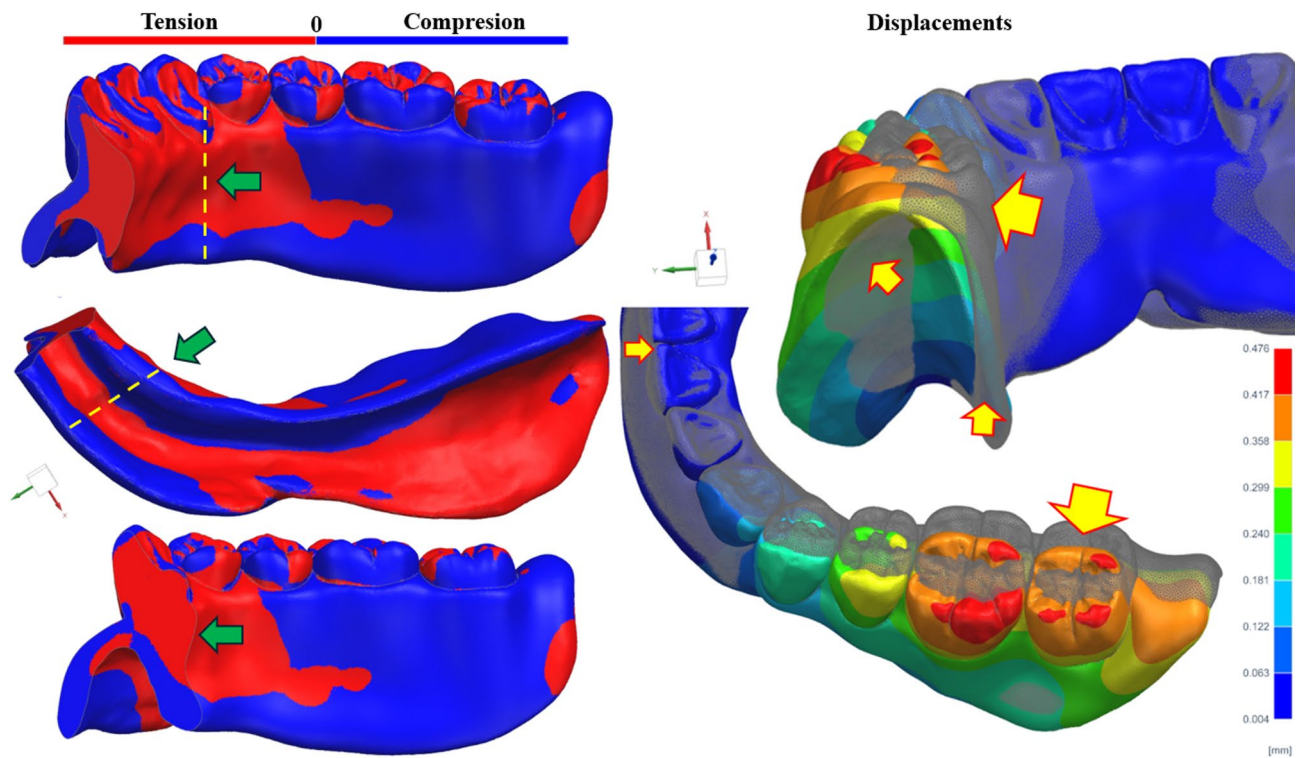 Tension 0 Compresion
Displacements
X
Y
X
0.476
0.417
0.358
0.299
0.240
0.181
0.122
0.063
0.004
[mm]